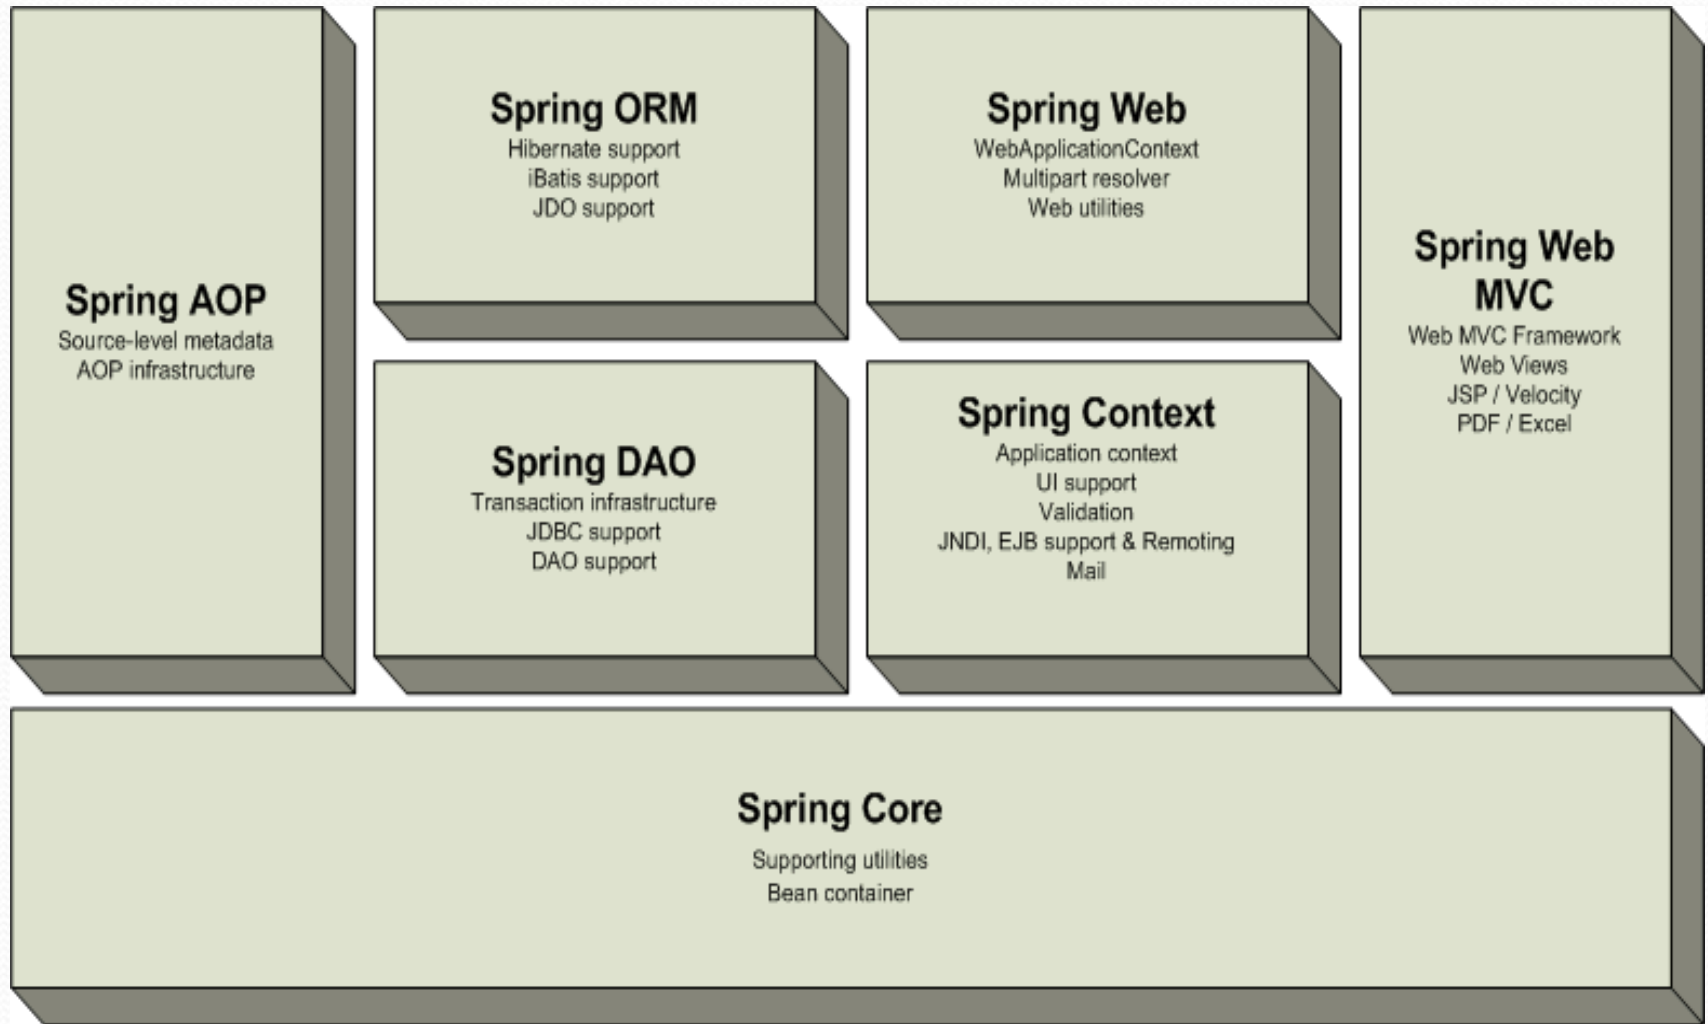 Spring AOP
Source-level metadata
AOP infrastructure
Spring ORM
Hibernate support
iBatis support
JDO support
Spring Web
WebApplicationContext
Multipart resolver
Web utilities
Spring Web
MVC
Web MVC Framework
Web Views
JSP / Velocity
PDF / Excel
Spring DAO
Transaction infrastructure
JDBC support
DAO support
Spring Context
Application context
UI support
Validation
JNDI, EJB support & Remoting
Mail
Spring Core
Supporting utilities
Bean container